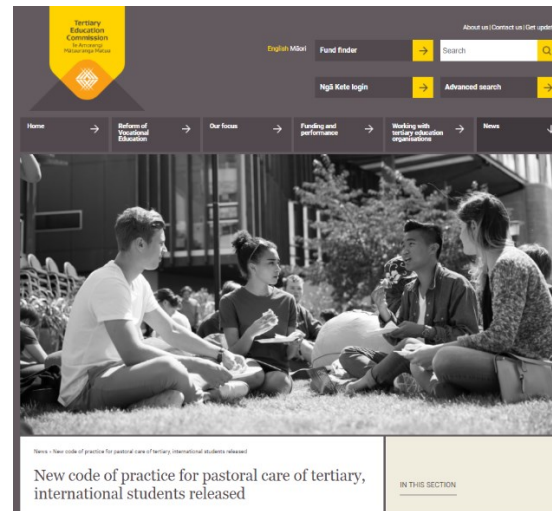 Tertiary
Education
Commission
Te Amorangi
Mātauranga Matua
About us | Contact us | Get
English Māori
Fund finder
Search
Ngā Kete login
Advanced search
Home
Reform of
Vocational
Education
Our focus
Funding and
performance
Working with
tertiary education
organisations
News
News › New code of practice for pastoral care of tertiary, international students released
New code of practice for pastoral care of tertiary,
international students released
IN THIS SECTION